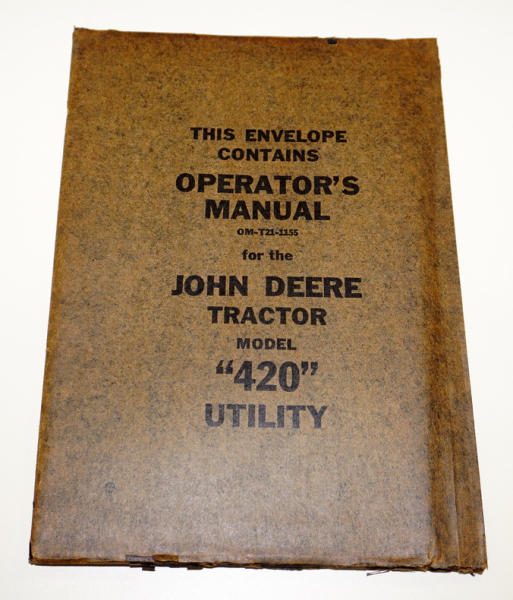 THIS ENVELOPE
CONTAINS
OPERATOR'S
MANUAL
OM-T21-1155
for the
JOHN DEERE
TRACTOR
MODEL
"420"
UTILITY